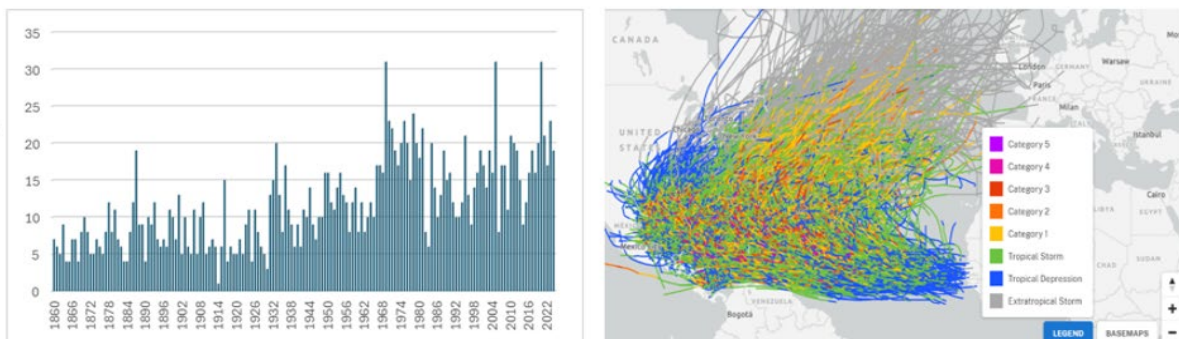 35
30
25
20
15
10
5
0
1860
1866
1872
1878
1884
1890
1896
1902
1908
1914
1920
1926
1932
1938
1944
1950
1956
1962
1968
1974
1980
1986
1992
1998
2004
2010
2016
2022
CANADA
UNITED
STATES
London
Paris
FRANCE
GERMANY
Warsaw
UKRAINE
Milan
Istanbul
Cairo
LIBYA
EGYPT
CHAD
SUDAN
VENEZUELA
Bogotá
Category 5
Category 4
Category 3
Category 2
Category 1
Tropical Storm
Tropical Depression
Extratropical Storm
LEGEND
BASEMAPS
+
−